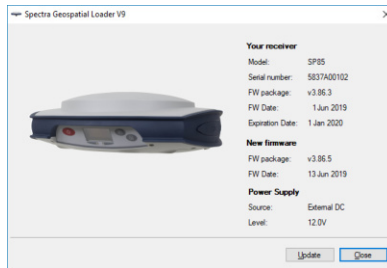 Spectra Geospatial Loader V9
Your receiver
Model: SP85
Serial number: 5837A00102
FW package: v3.86.3
FW Date: 1 Jun 2019
Expiration Date: 1 Jan 2020
New firmware
FW package: v3.86.5
FW Date: 13 Jun 2019
Power Supply
Source: External DC
Level: 12.0V
Update Close